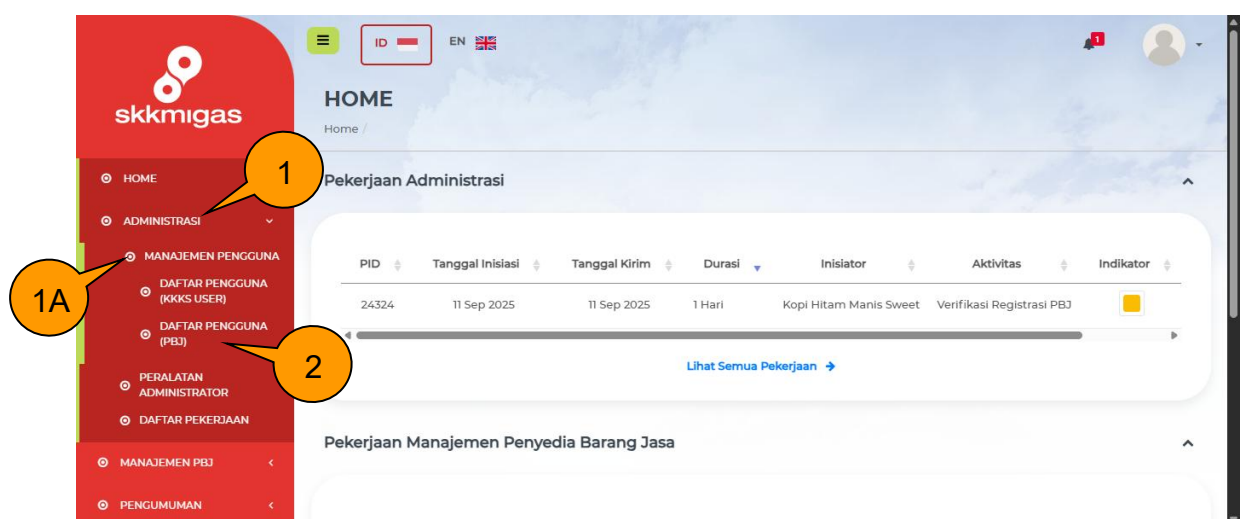 skkmigas
ID
EN
1
HOME
Home /
HOME
ADMINISTRASI
MANAJEMEN PENGGUNA
DAFTAR PENGGUNA
(KKKS USER)
DAFTAR PENGGUNA
(PBJ)
PERALATAN
ADMINISTRATOR
DAFTAR PEKERJAAN
MANAJEMEN PBJ
PENGUMUMAN
1
1A
2
Pekerjaan Administrasi
PID Tanggal Inisiasi Tanggal Kirim Durasi Inisiator Aktivitas Indikator
24324 11 Sep 2025 11 Sep 2025 1 Hari Kopi Hitam Manis Sweet Verifikasi Registrasi PBJ
Lihat Semua Pekerjaan
Pekerjaan Manajemen Penyedia Barang Jasa